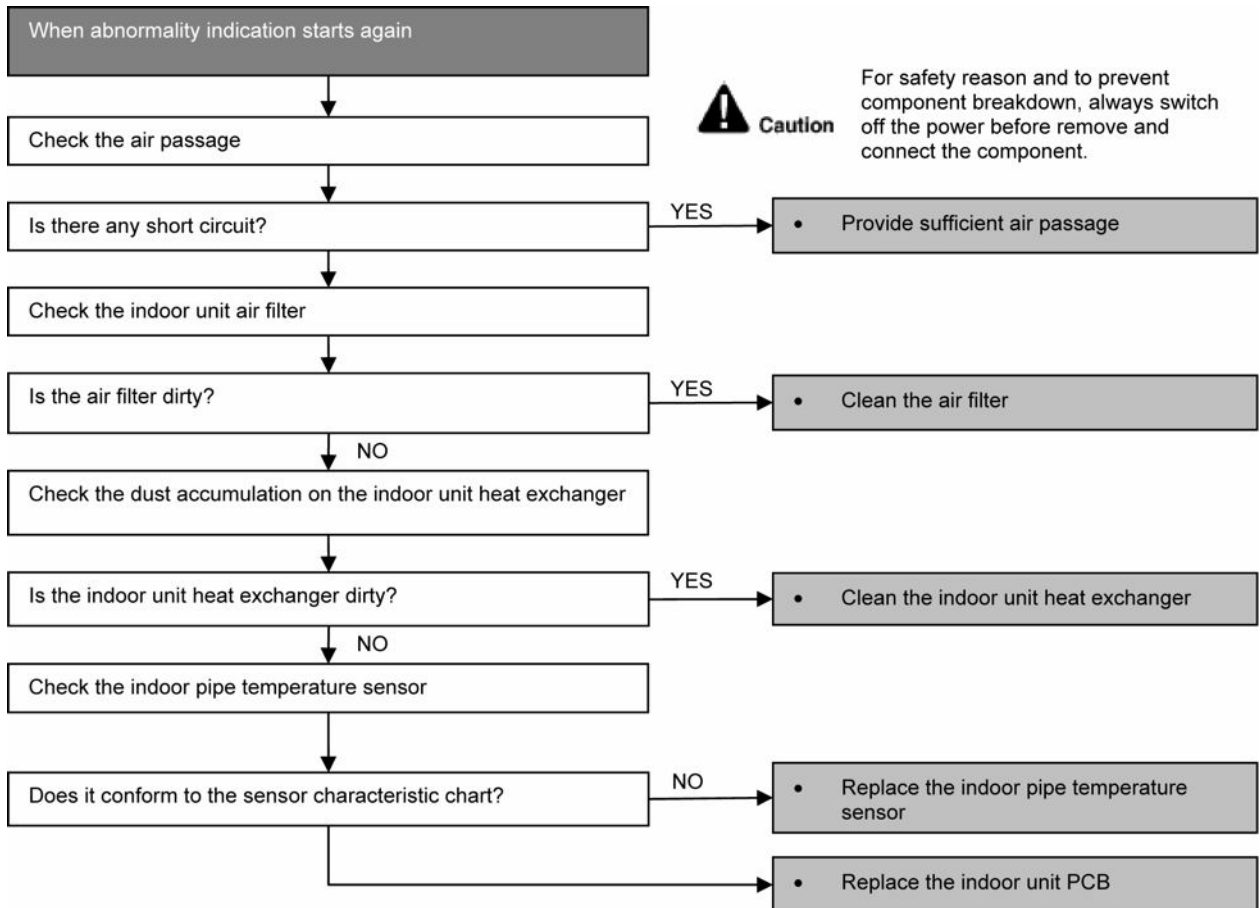 When abnormality indication starts again
Caution
For safety reason and to prevent
component breakdown, always switch
off the power before remove and
connect the component.
Check the air passage
Is there any short circuit?
YES
• Provide sufficient air passage
Check the indoor unit air filter
Is the air filter dirty?
YES
• Clean the air filter
NO
Check the dust accumulation on the indoor unit heat exchanger
Is the indoor unit heat exchanger dirty?
YES
• Clean the indoor unit heat exchanger
NO
Check the indoor pipe temperature sensor
Does it conform to the sensor characteristic chart?
NO
• Replace the indoor pipe temperature
sensor
• Replace the indoor unit PCB